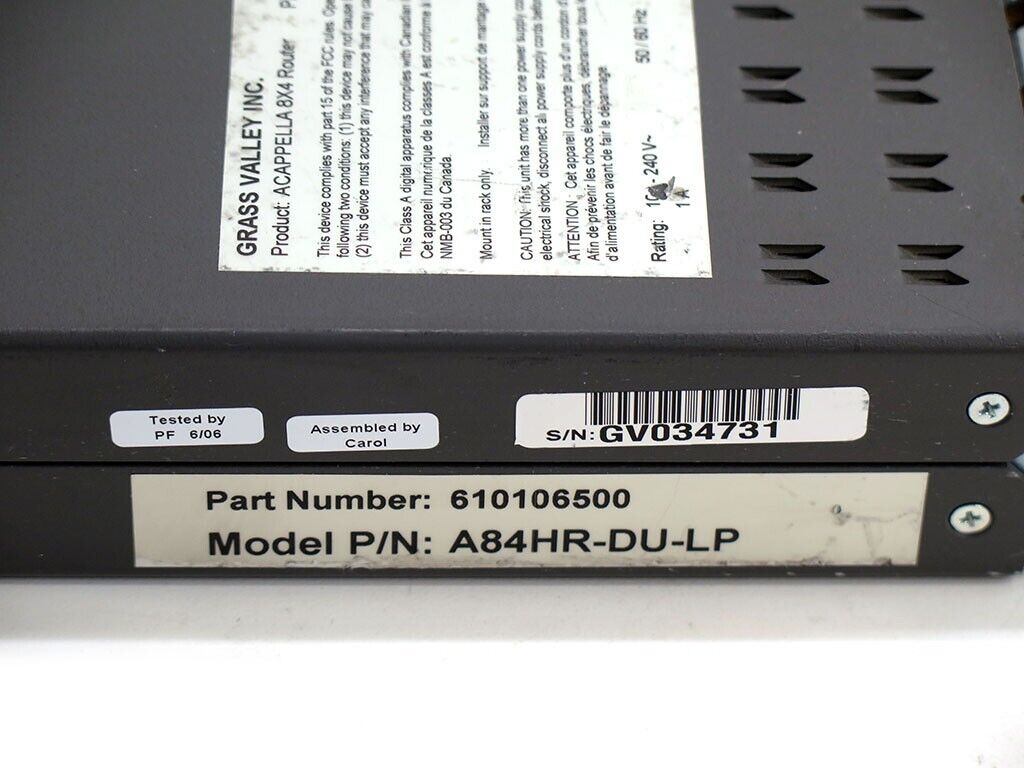 GRASS VALLEY INC.
Product: ACAPPELLA 8X4 Router
This device complies with part 15 of the FCC rules.
following two conditions: (1) this device may not cause
(2) this device must accept any interference that may
This Class A digital apparatus complies with Canadian
Cet appareil numérique de la classes A est conforme à
NMB-003 du Canada.
Mount in rack only. Installer sur support de montage
CAUTION: This unit has more than one power supply
electrical shock, disconnect all power supply cords before
ATTENTION: Cet appareil comporte plus d'un cordon
Afin de prévenir les chocs électriques, débrancher tous
d'alimentation avant de fair le dépannage.
Rating: - 240 V~ 50 / 60 Hz
1 A
Tested by
PF 6/06
Assembled by
Carol
S/N: GV034731
Part Number: 610106500
Model P/N: A84HR-DU-LP